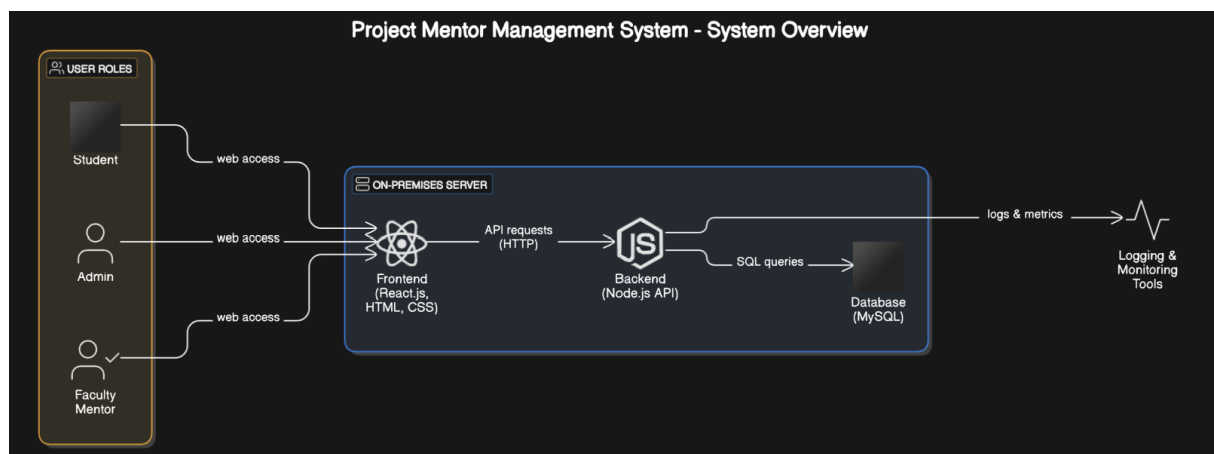 Project Mentor Management System - System Overview
USER ROLES
Student
web access
Admin
web access
Faculty
Mentor
web access
ON-PREMISES SERVER
Frontend
(React.js,
HTML, CSS)
API requests
(HTTP)
JS
Backend
(Node.js API)
SQL queries
Database
(MySQL)
logs & metrics
Logging &
Monitoring
Tools